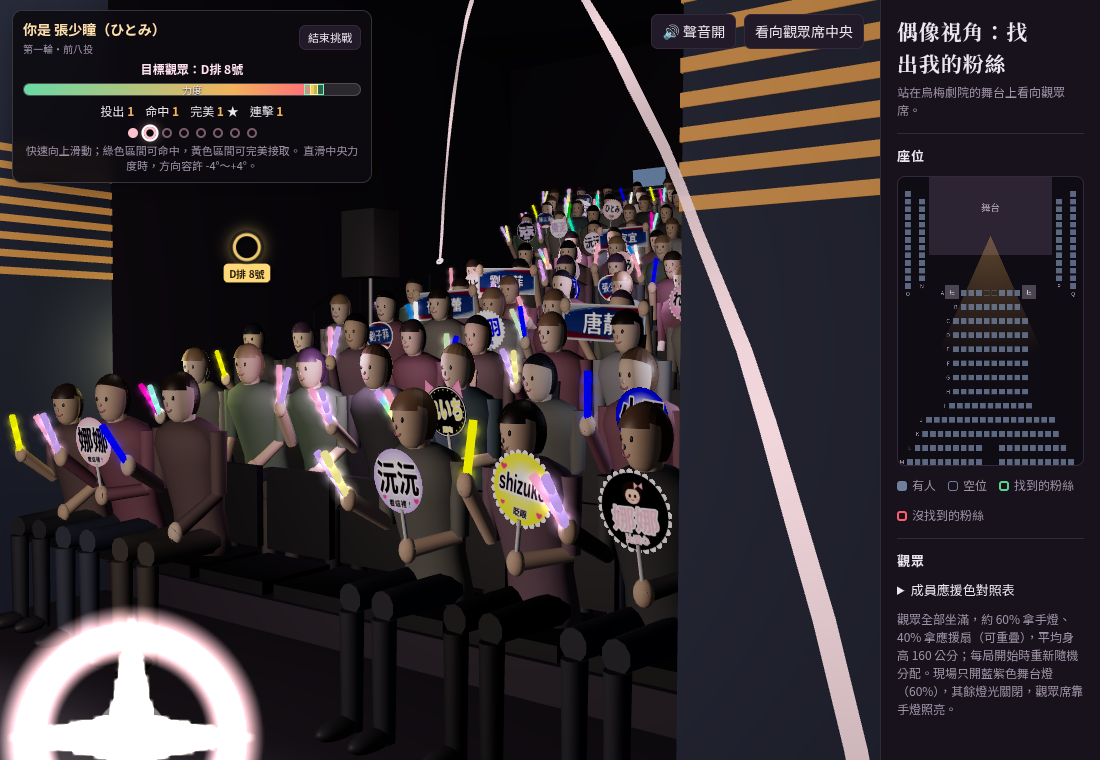 你是 張少瞳（ひとみ）
第一輪・前八投
結束挑戰
目標觀眾：D排 8號
力度
投出 1 命中 1 完美 1 ★ 連擊 1
快速向上滑動；綠色區間可命中，黃色區間可完美接取。 直滑中央力
度時，方向容許 -4°～+4°。
🔊 聲音開
看向觀眾席中央
D排 8號
ひとみ
唐靜
娜娜
沅沅
看這裡！
shizuka
娜娜
偶像視角：找
出我的粉絲
站在烏梅劇院的舞台上看向觀眾
席。
座位
舞台
有人
空位
找到的粉絲
沒找到的粉絲
觀眾
▶ 成員應援色對照表
觀眾全部坐滿，約 60% 拿手燈、
40% 拿應援扇（可重疊），平均身
高 160 公分；每局開始時重新隨機
分配。現場只開藍紫色舞台燈
（60%），其餘燈光關閉，觀眾席靠
手燈照亮。